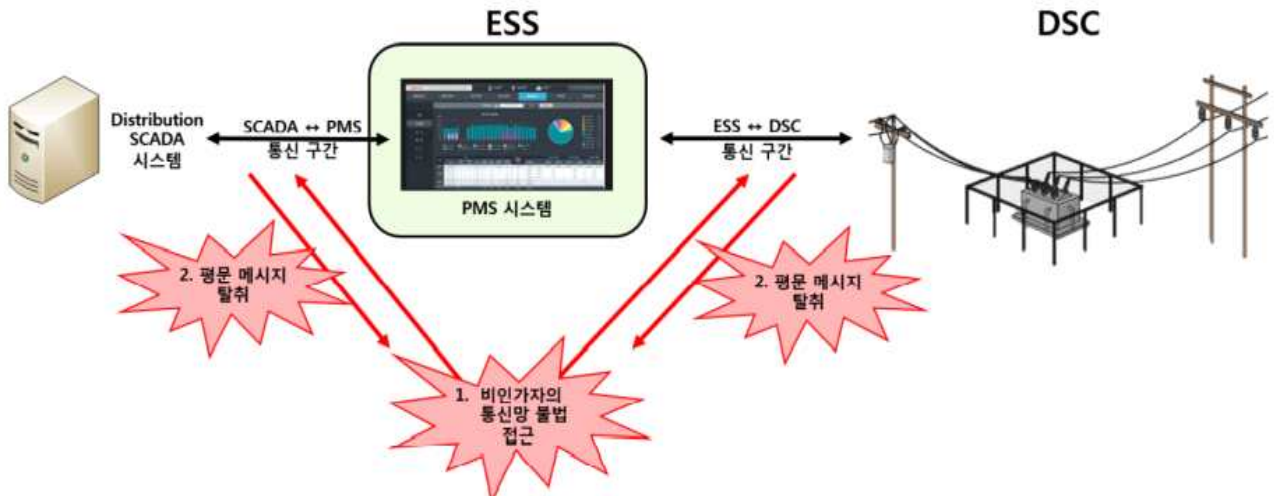 ESS
DSC
Distribution
SCADA
시스템
SCADA ↔ PMS
통신 구간
PMS 시스템
ESS ↔ DSC
통신 구간
2. 평문 메시지
탈취
2. 평문 메시지
탈취
1. 비인가자의
통신망 불법
접근